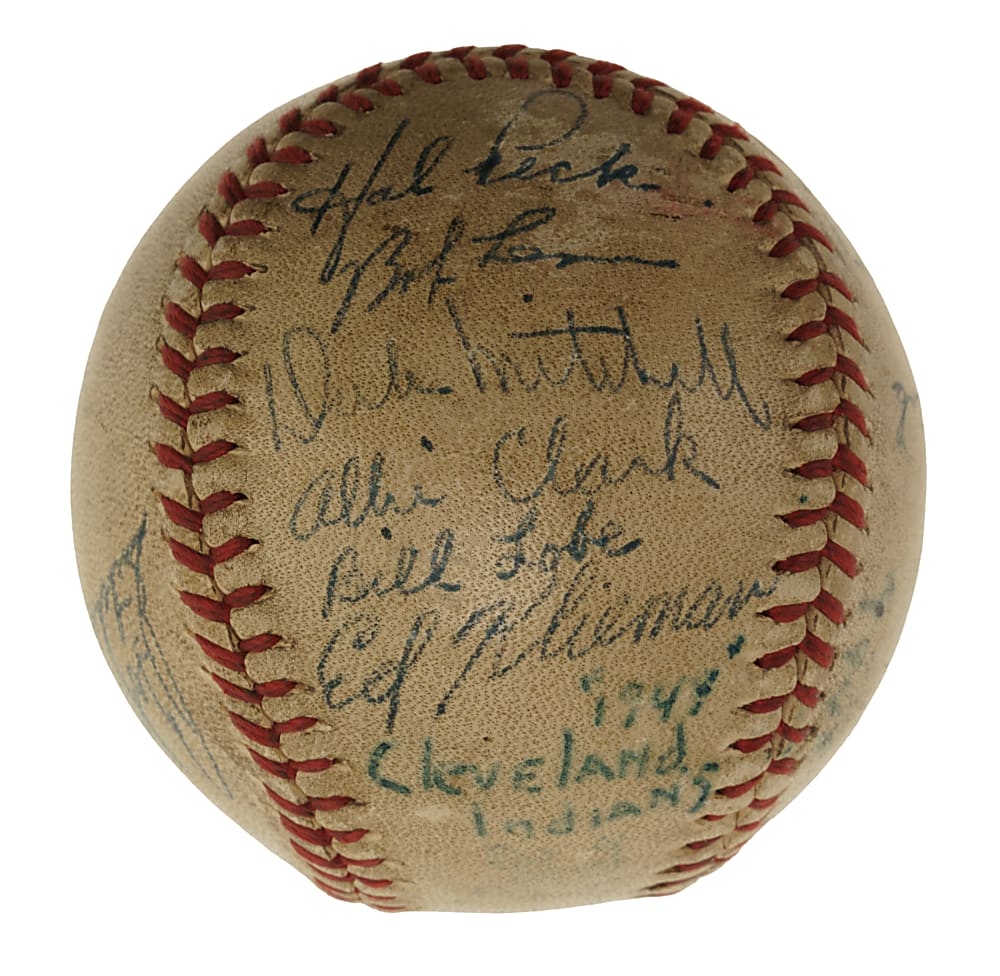 Hal Peck
Bob Lemon
Dale Mitchell
Allie Clark
Bill Lobe
Ed Klieman
"1948"
Cleveland
Indians